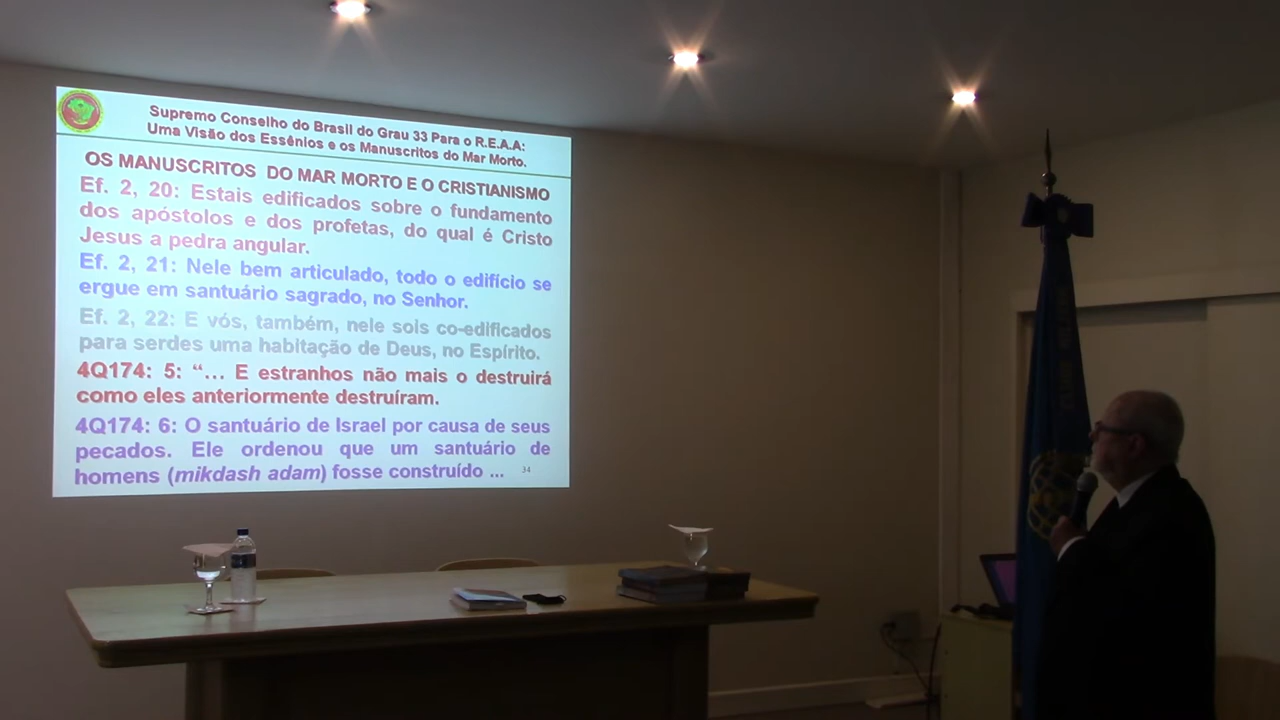 Supremo Conselho do Brasil do Grau 33 Para o R.E.A.A:
Uma Visão dos Essênios e os Manuscritos do Mar Morto.
OS MANUSCRITOS DO MAR MORTO E O CRISTIANISMO
Ef. 2, 20: Estais edificados sobre o fundamento
dos apóstolos e dos profetas, do qual é Cristo
Jesus a pedra angular.
Ef. 2, 21: Nele bem articulado, todo o edifício se
ergue em santuário sagrado, no Senhor.
Ef. 2, 22: E vós, também, nele sois co-edificados
para serdes uma habitação de Deus, no Espírito.
4Q174: 5: “... E estranhos não mais o destruirá
como eles anteriormente destruíram.
4Q174: 6: O santuário de Israel por causa de seus
pecados. Ele ordenou que um santuário de
homens (mikdash adam) fosse construído ...
34